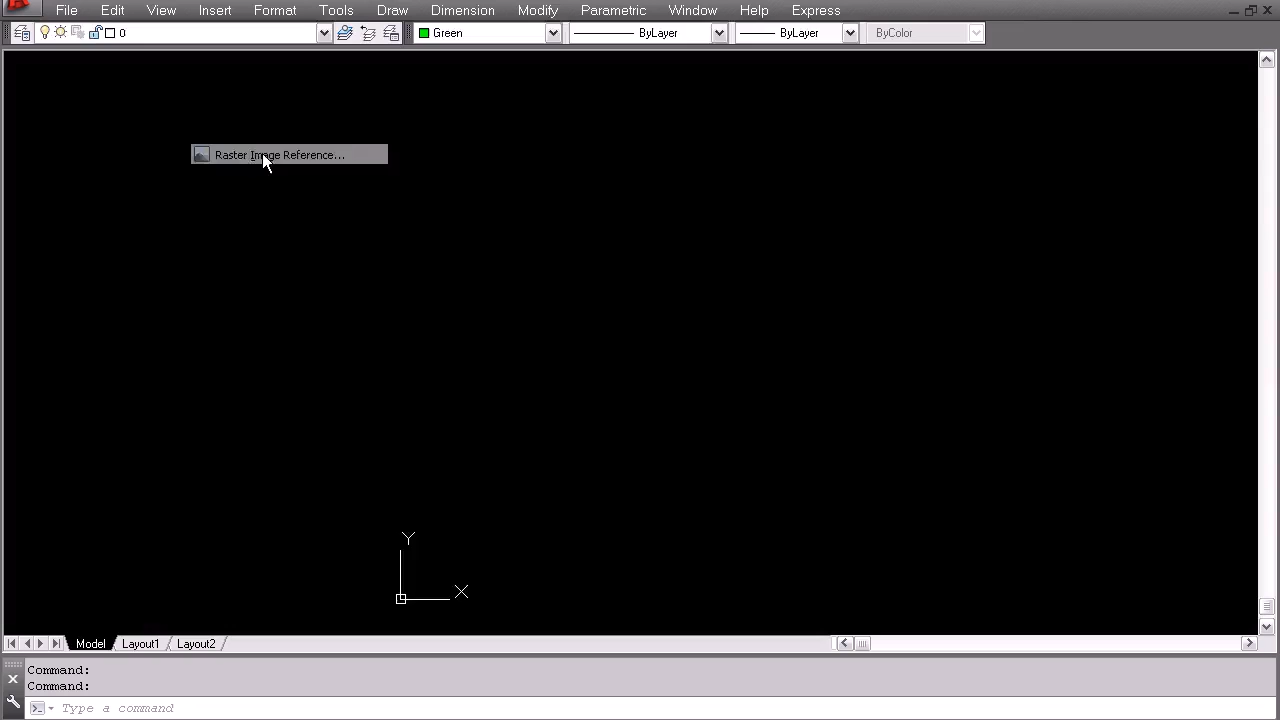 File Edit View Insert Format Tools Draw Dimension Modify Parametric Window Help Express
0 Green ByLayer ByLayer ByColor
Raster Image Reference...
Y
X
Model Layout1 Layout2
Command:
Command:
Type a command